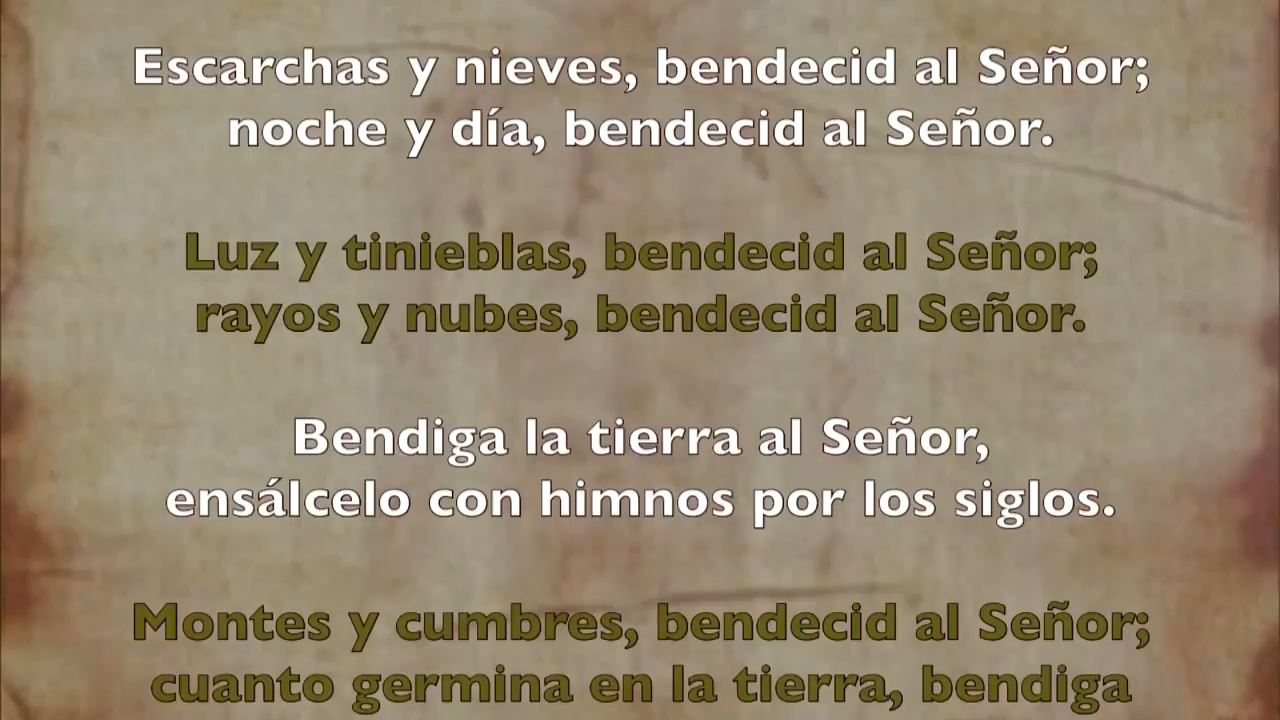 Escarchas y nieves, bendecid al Señor;
noche y día, bendecid al Señor.
Luz y tinieblas, bendecid al Señor;
rayos y nubes, bendecid al Señor.
Bendiga la tierra al Señor,
ensálcelo con himnos por los siglos.
Montes y cumbres, bendecid al Señor;
cuanto germina en la tierra, bendiga